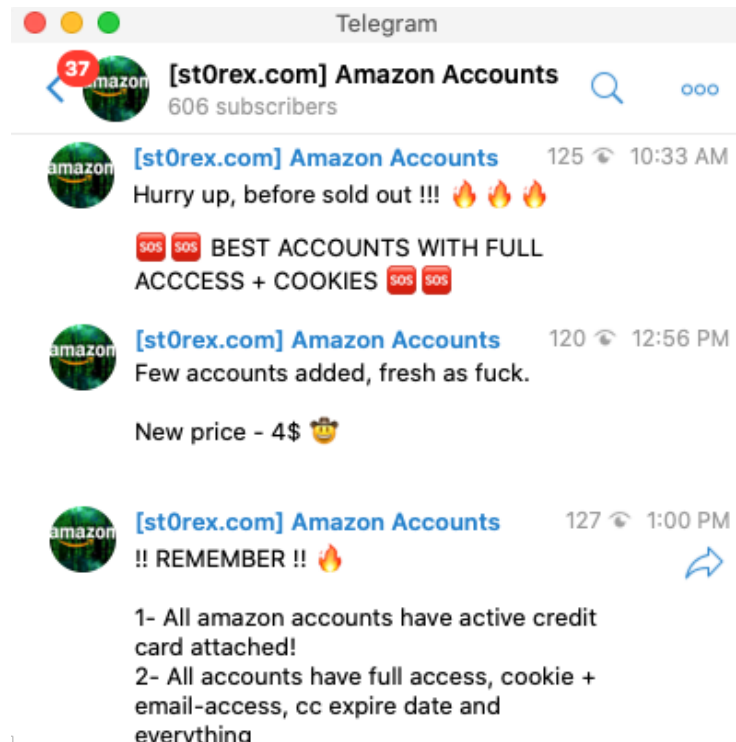 Telegram
37
amazon
[st0rex.com] Amazon Accounts
606 subscribers
amazon
[st0rex.com] Amazon Accounts 125 10:33 AM
Hurry up, before sold out !!! 🔥 🔥 🔥
🆘 🆘 BEST ACCOUNTS WITH FULL
ACCCESS + COOKIES 🆘 🆘
amazon
[st0rex.com] Amazon Accounts 120 12:56 PM
Few accounts added, fresh as fuck.
New price - 4$ 🤠
amazon
[st0rex.com] Amazon Accounts 127 1:00 PM
!! REMEMBER !! 🔥
1- All amazon accounts have active credit
card attached!
2- All accounts have full access, cookie +
email-access, cc expire date and
everything